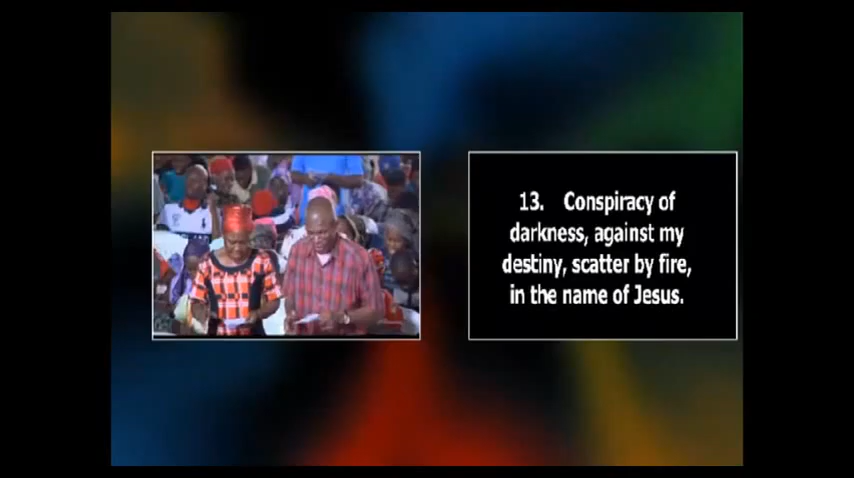 13. Conspiracy of
darkness, against my
destiny, scatter by fire,
in the name of Jesus.